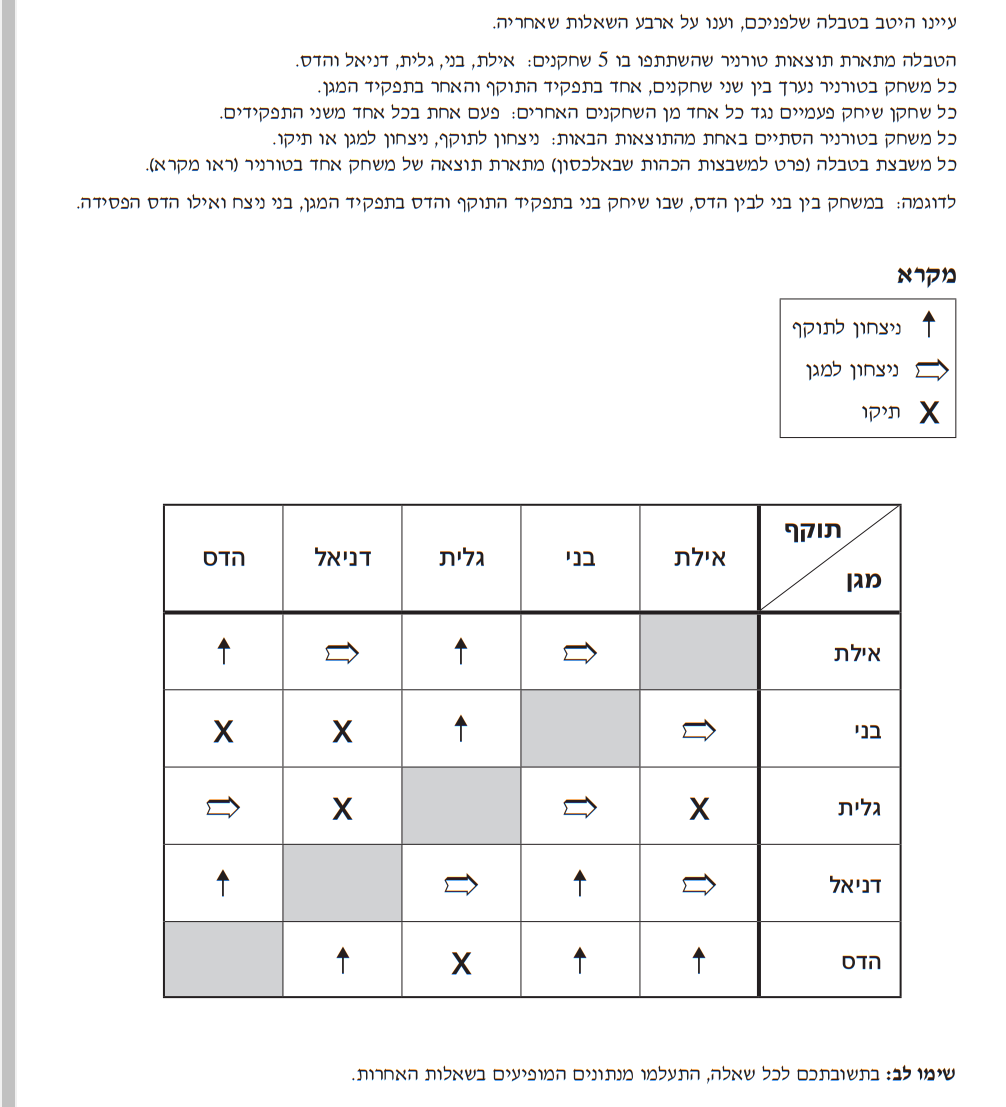 עיינו היטב בטבלה שלפניכם, וענו על ארבע השאלות שאחריה.
הטבלה מתארת תוצאות טורניר שהשתתפו בו 5 שחקנים: אילת, בני, גלית, דניאל והדס.
כל משחק בטורניר נערך בין שני שחקנים, אחד בתפקיד התוקף והאחר בתפקיד המגן.
כל שחקן שיחק פעמיים נגד כל אחד מן השחקנים האחרים: פעם אחת בכל אחד משני התפקידים.
כל משחק בטורניר הסתיים באחת מהתוצאות הבאות: ניצחון לתוקף, ניצחון למגן או תיקו.
כל משבצת בטבלה (פרט למשבצות הכהות שבאלכסון) מתארת תוצאה של משחק אחד בטורניר (ראו מקרא).
לדוגמה: במשחק בין בני לבין הדס, שבו שיחק בני בתפקיד התוקף והדס בתפקיד המגן, בני ניצח ואילו הדס הפסידה.
מקרא
↑ ניצחון לתוקף
⇨ ניצחון למגן
X תיקו
תוקף
מגן
אילת בני גלית דניאל הדס
אילת ⇨ ↑ ⇨ ↑
בני ⇨ ↑ X X
גלית X ⇨ X ⇨
דניאל ⇨ ↑ ⇨ ↑
הדס ↑ ↑ X ↑
שימו לב: בתשובתכם לכל שאלה, התעלמו מנתונים המופיעים בשאלות האחרות.